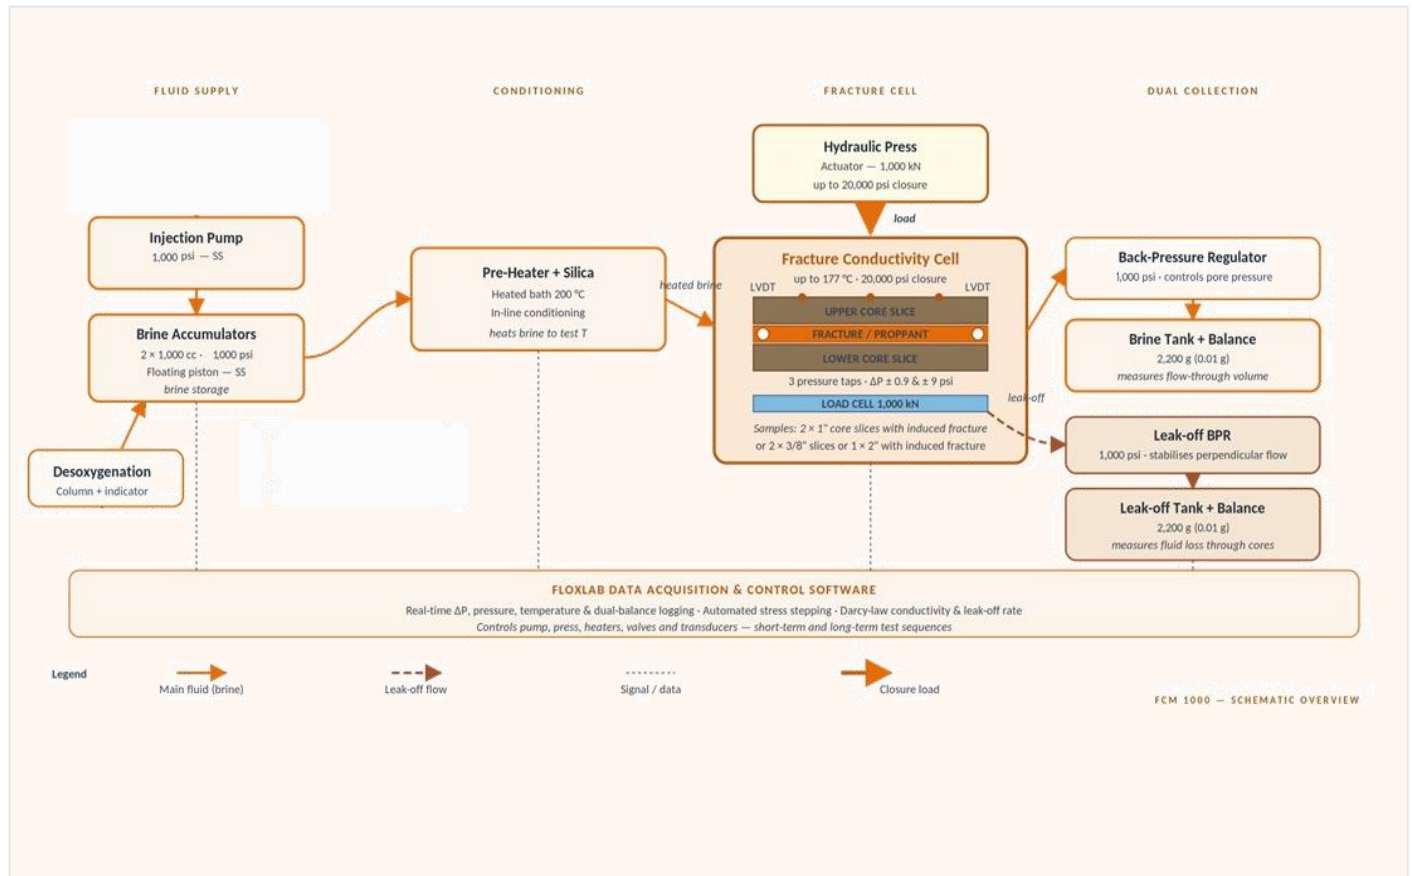 FLUID SUPPLY
CONDITIONING
FRACTURE CELL
DUAL COLLECTION
Hydraulic Press
Actuator — 1,000 kN
up to 20,000 psi closure
load
Injection Pump
1,000 psi — SS
Brine Accumulators
2 × 1,000 cc · 1,000 psi
Floating piston — SS
brine storage
Desoxygenation
Column + indicator
Pre-Heater + Silica
Heated bath 200 °C
In-line conditioning
heats brine to test T
heated brine
Fracture Conductivity Cell
up to 177 °C · 20,000 psi closure
LVDT
LVDT
UPPER CORE SLICE
FRACTURE / PROPPANT
LOWER CORE SLICE
3 pressure taps · ΔP ± 0.9 & ± 9 psi
LOAD CELL 1,000 kN
Samples: 2 × 1" core slices with induced fracture
or 2 × 3/8" slices or 1 × 2" with induced fracture
leak-off
Back-Pressure Regulator
1,000 psi · controls pore pressure
Brine Tank + Balance
2,200 g (0.01 g)
measures flow-through volume
Leak-off BPR
1,000 psi · stabilises perpendicular flow
Leak-off Tank + Balance
2,200 g (0.01 g)
measures fluid loss through cores
FLOXLAB DATA ACQUISITION & CONTROL SOFTWARE
Real-time ΔP, pressure, temperature & dual-balance logging · Automated stress stepping · Darcy-law conductivity & leak-off rate
Controls pump, press, heaters, valves and transducers — short-term and long-term test sequences
Legend
Main fluid (brine)
Leak-off flow
Signal / data
Closure load
FCM 1000 — SCHEMATIC OVERVIEW